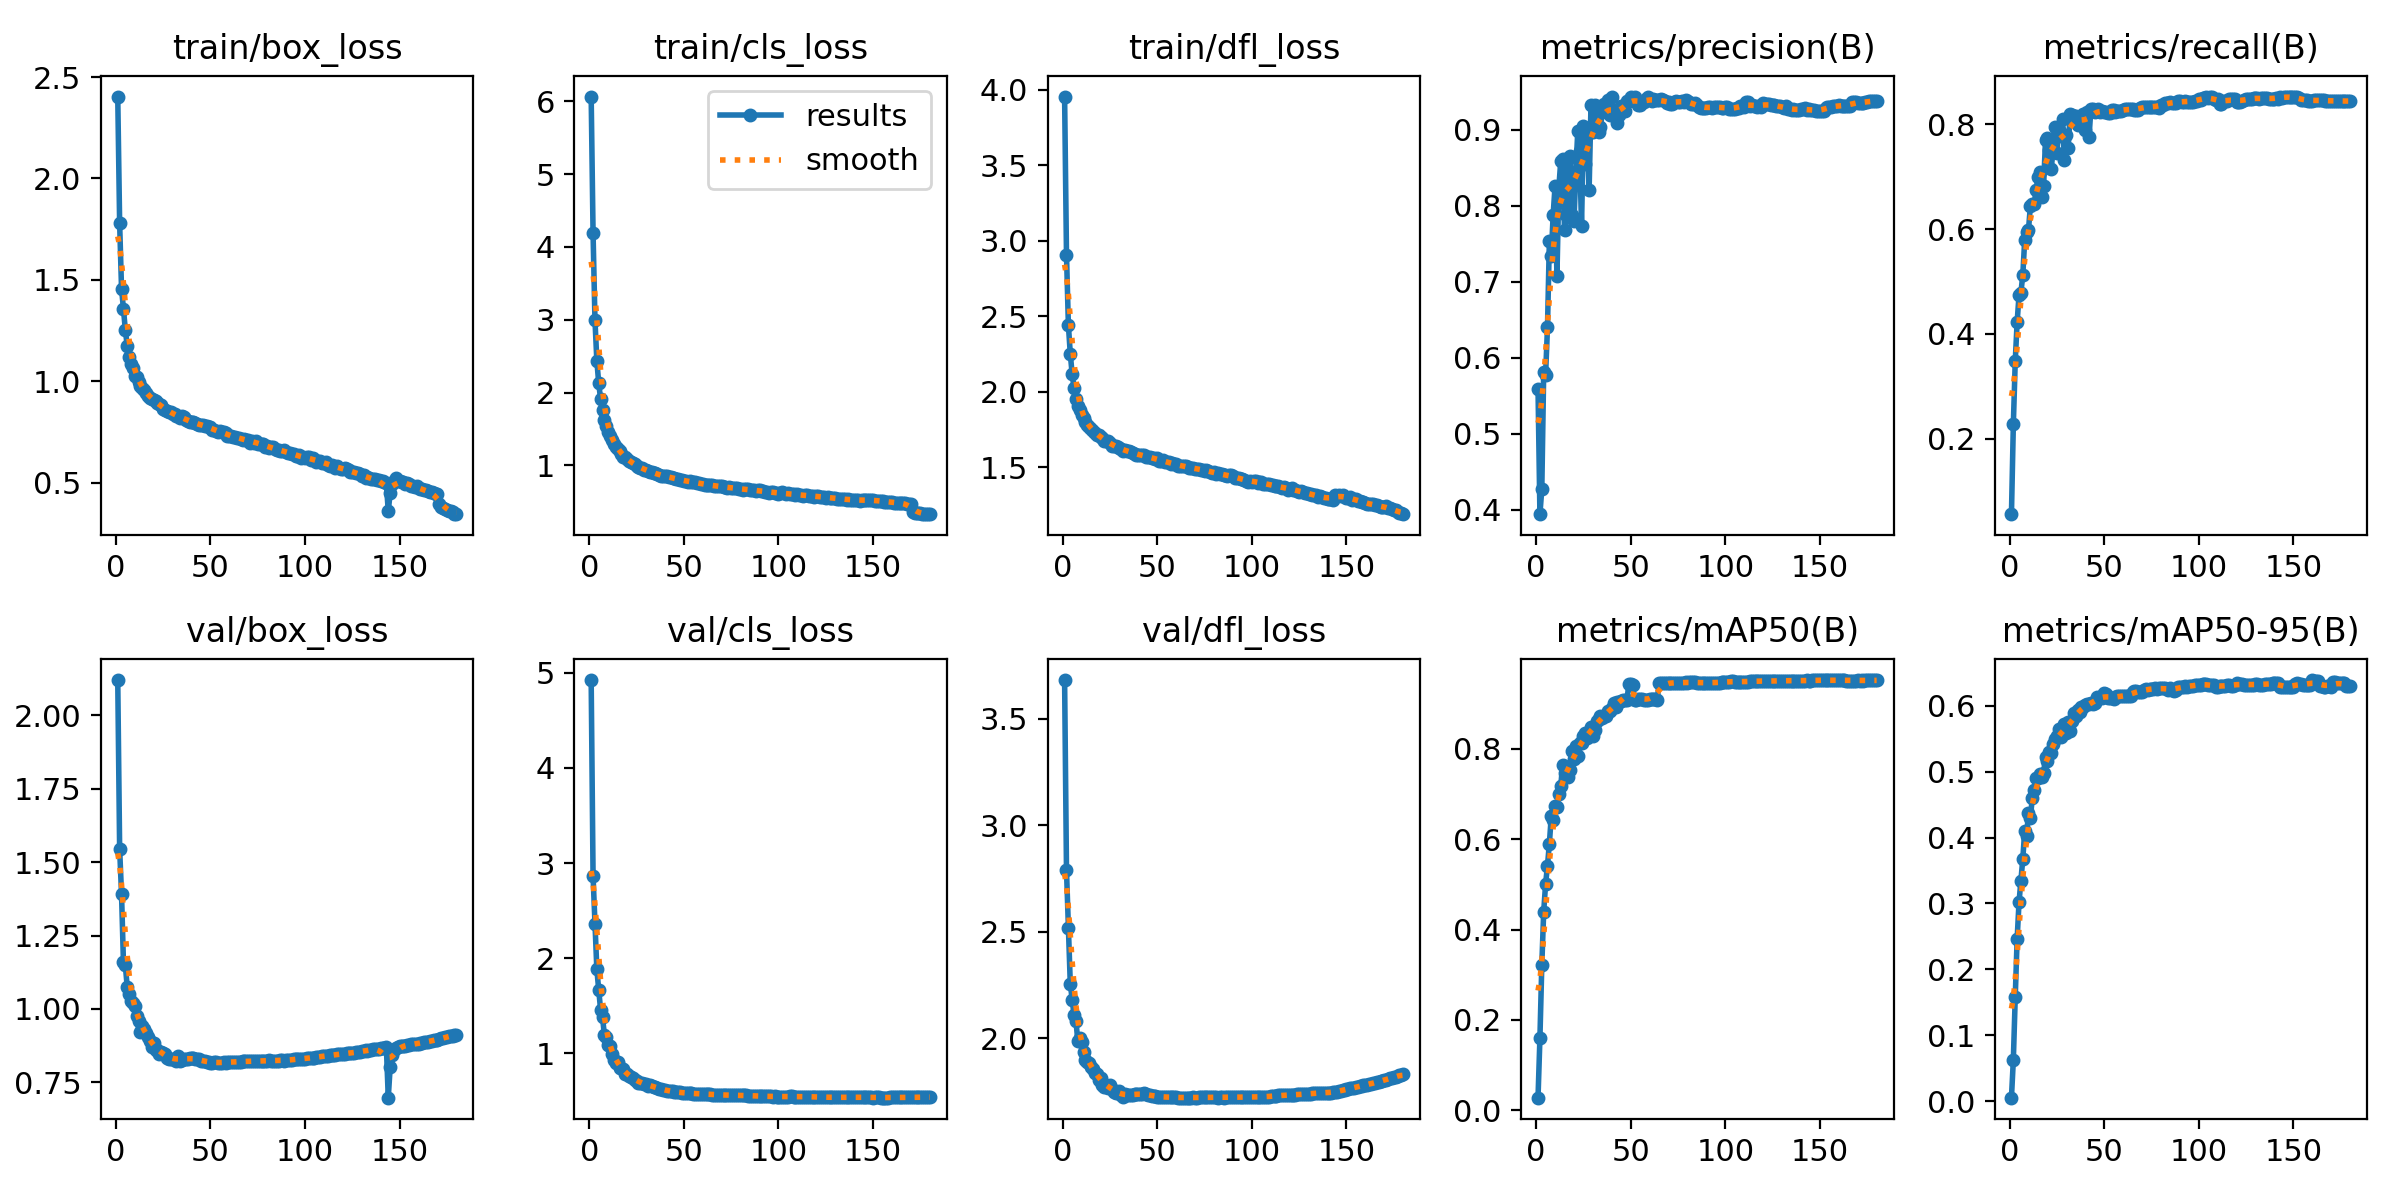 train/box_loss
2.5
2.0
1.5
1.0
0.5
0 50 100 150
train/cls_loss
results
smooth
6
5
4
3
2
1
0 50 100 150
train/dfl_loss
4.0
3.5
3.0
2.5
2.0
1.5
0 50 100 150
metrics/precision(B)
0.9
0.8
0.7
0.6
0.5
0.4
0 50 100 150
metrics/recall(B)
0.8
0.6
0.4
0.2
0 50 100 150
val/box_loss
2.00
1.75
1.50
1.25
1.00
0.75
0 50 100 150
val/cls_loss
5
4
3
2
1
0 50 100 150
val/dfl_loss
3.5
3.0
2.5
2.0
0 50 100 150
metrics/mAP50(B)
0.8
0.6
0.4
0.2
0.0
0 50 100 150
metrics/mAP50-95(B)
0.6
0.5
0.4
0.3
0.2
0.1
0.0
0 50 100 150